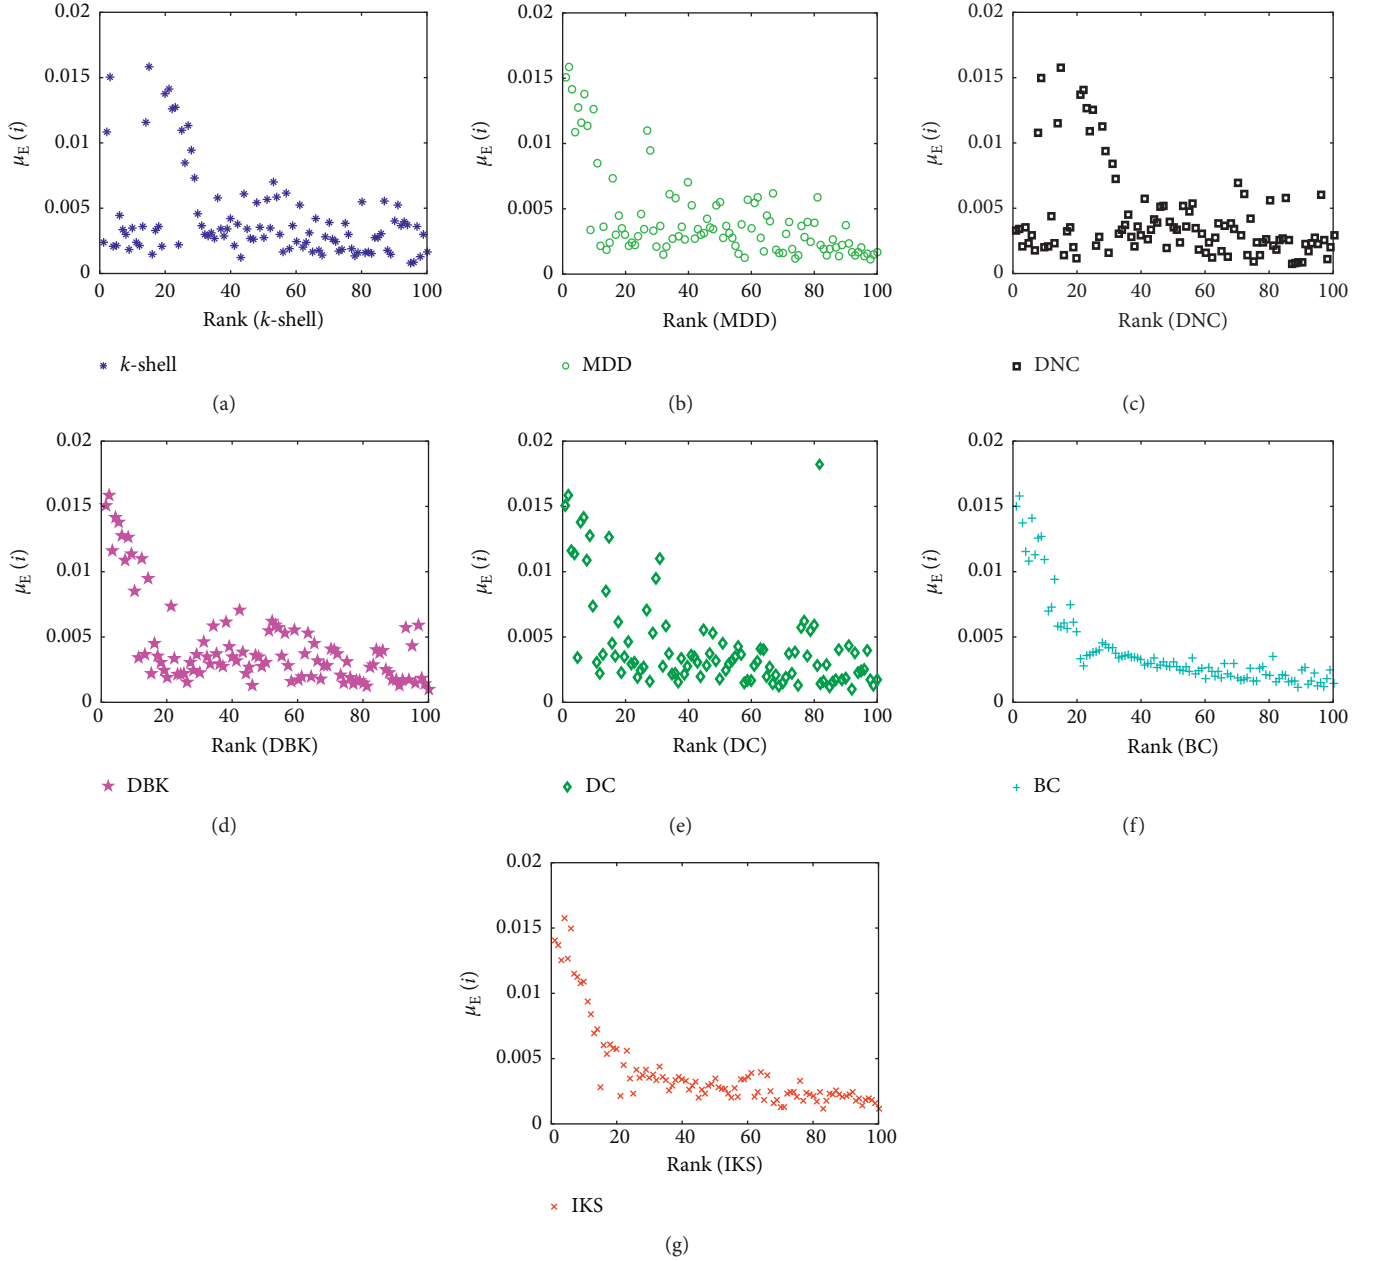 0.02
0.015
0.01
0.005
0
μE (i)
0 20 40 60 80 100
Rank (k-shell)
k-shell
(a)
0.02
0.015
0.01
0.005
0
μE (i)
0 20 40 60 80 100
Rank (MDD)
MDD
(b)
0.02
0.015
0.01
0.005
0
μE (i)
0 20 40 60 80 100
Rank (DNC)
DNC
(c)
0.02
0.015
0.01
0.005
0
μE (i)
0 20 40 60 80 100
Rank (DBK)
DBK
(d)
0.02
0.015
0.01
0.005
0
μE (i)
0 20 40 60 80 100
Rank (DC)
DC
(e)
0.02
0.015
0.01
0.005
0
μE (i)
0 20 40 60 80 100
Rank (BC)
BC
(f)
0.02
0.015
0.01
0.005
0
μE (i)
0 20 40 60 80 100
Rank (IKS)
IKS
(g)